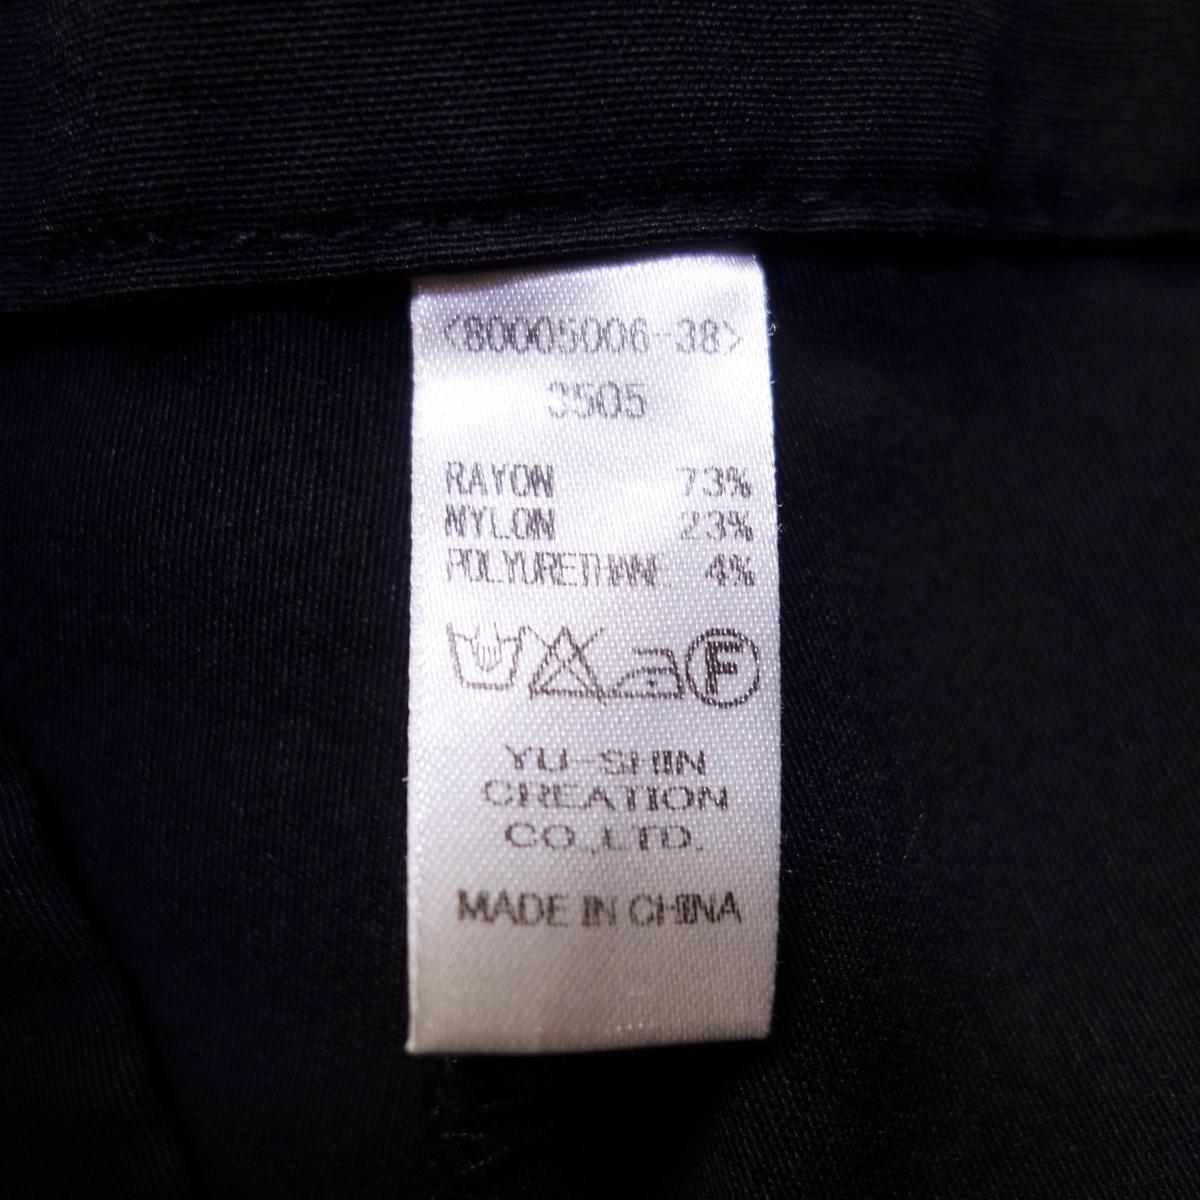 <80005006-38>
3505
RAYON 73%
NYLON 23%
POLYURETHANE 4%
F
YU-SHIN
CREATION
CO.,LTD.
MADE IN CHINA